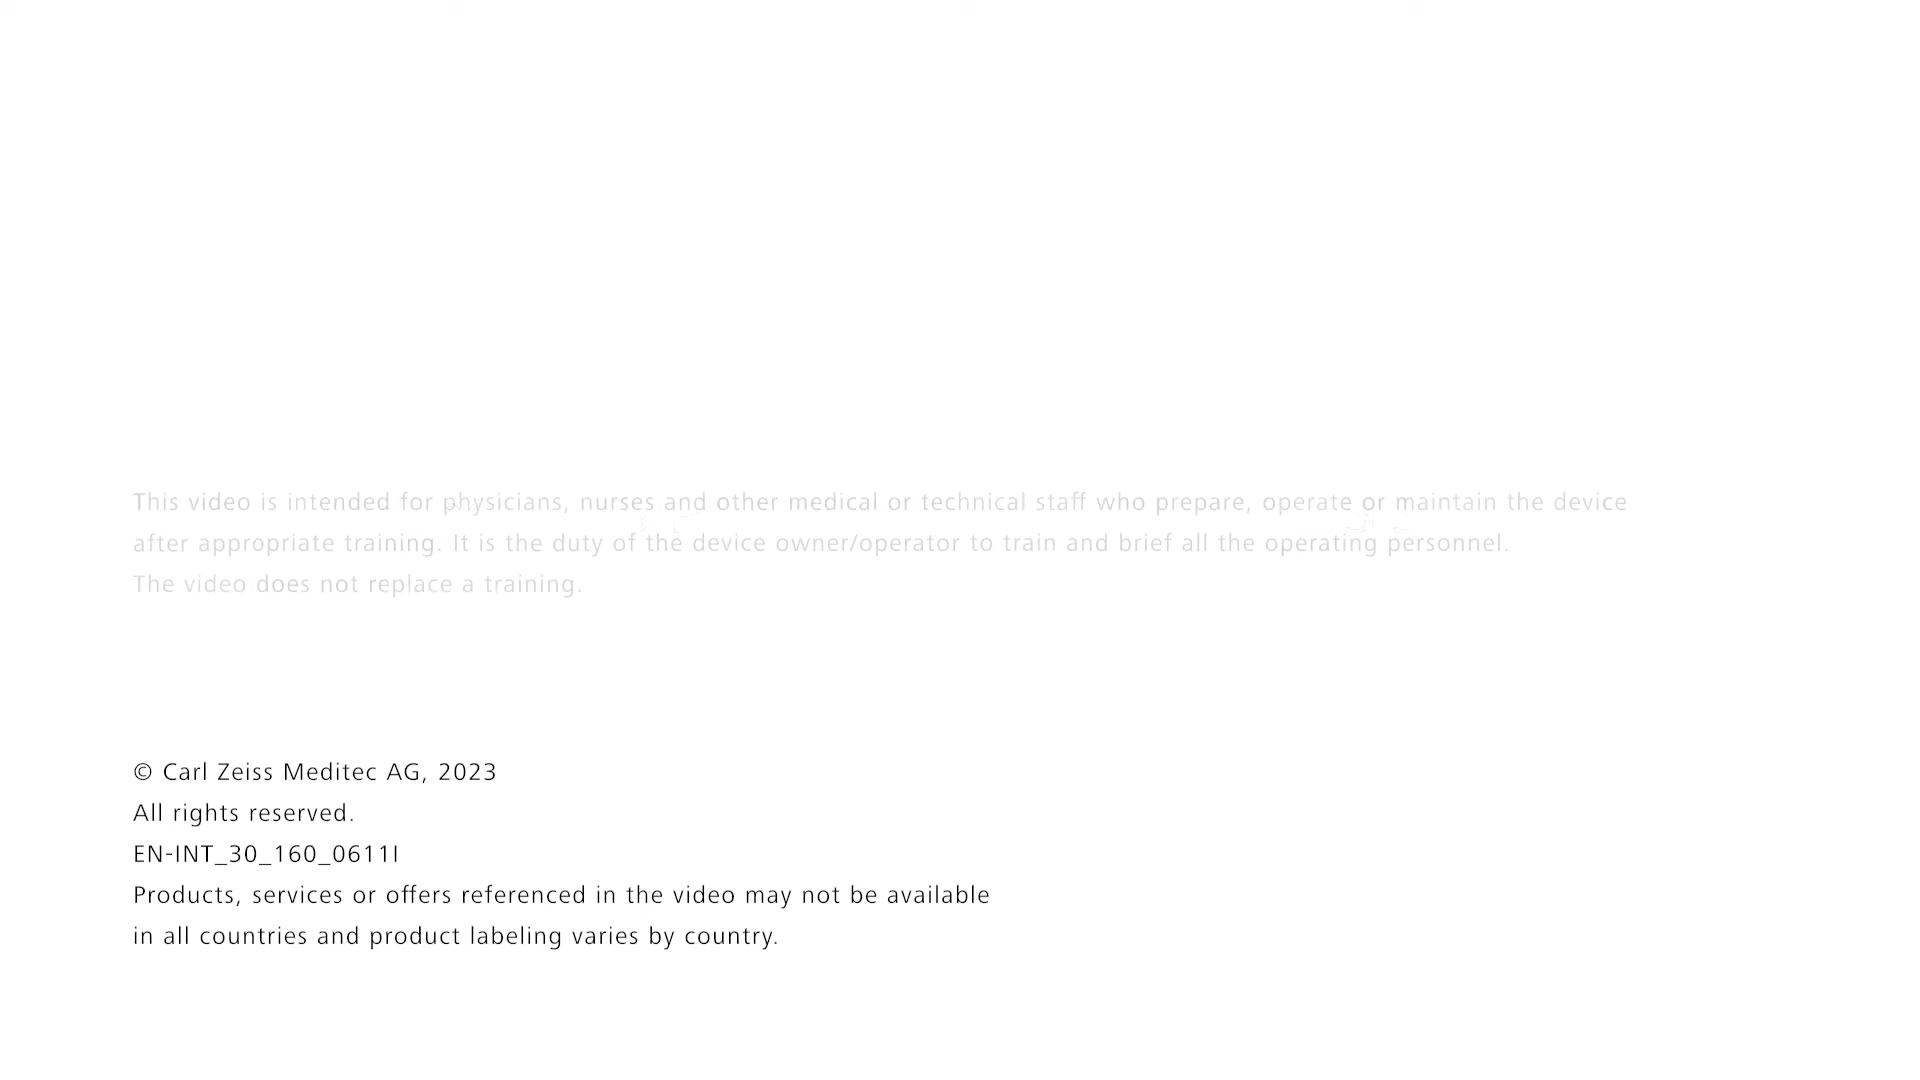 This video is intended for physicians, nurses and other medical or technical staff who prepare, operate or maintain the device
after appropriate training. It is the duty of the device owner/operator to train and brief all the operating personnel.
The video does not replace a training.
© Carl Zeiss Meditec AG, 2023
All rights reserved.
EN-INT_30_160_0611I
Products, services or offers referenced in the video may not be available
in all countries and product labeling varies by country.